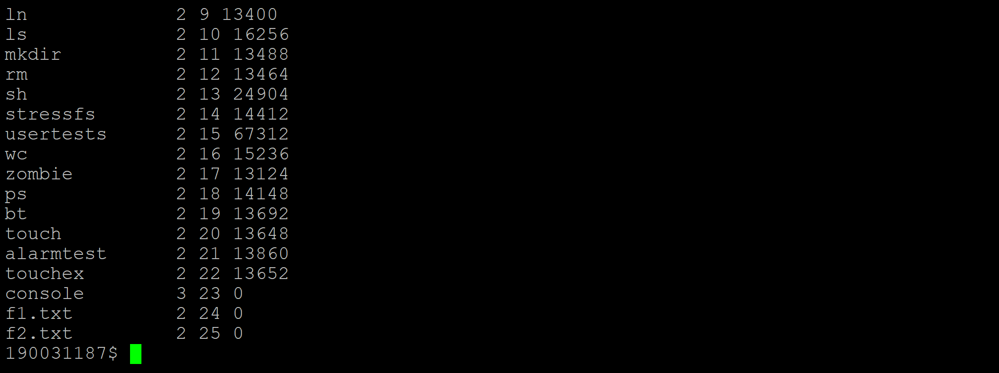 ln             2 9 13400
ls             2 10 16256
mkdir          2 11 13488
rm             2 12 13464
sh             2 13 24904
stressfs       2 14 14412
usertests      2 15 67312
wc             2 16 15236
zombie         2 17 13124
ps             2 18 14148
bt             2 19 13692
touch          2 20 13648
alarmtest      2 21 13860
touchex        2 22 13652
console        3 23 0
f1.txt         2 24 0
f2.txt         2 25 0
190031187$